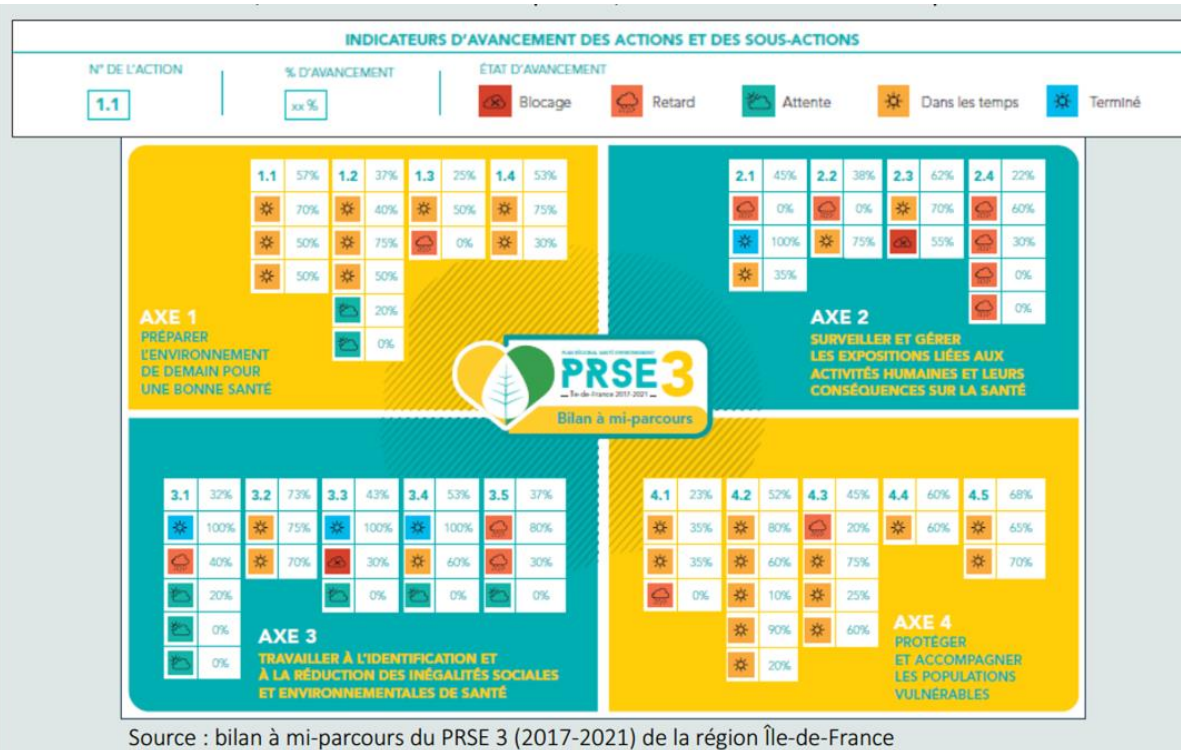 INDICATEURS D'AVANCEMENT DES ACTIONS ET DES SOUS-ACTIONS
N° DE L'ACTION
% D'AVANCEMENT
ÉTAT D'AVANCEMENT
1.1
xx %
Blocage
Retard
Attente
Dans les temps
Terminé
1.1 57% 1.2 37% 1.3 25% 1.4 53%
70% 40% 50% 75%
50% 75% 0% 30%
50% 50%
20%
0%
AXE 1
PRÉPARER
L'ENVIRONNEMENT
DE DEMAIN POUR
UNE BONNE SANTÉ
2.1 45% 2.2 38% 2.3 62% 2.4 22%
0% 0% 70% 60%
100% 75% 55% 30%
35% 0%
0%
AXE 2
SURVEILLER ET GÉRER
LES EXPOSITIONS LIÉES AUX
ACTIVITÉS HUMAINES ET LEURS
CONSÉQUENCES SUR LA SANTÉ
PLAN RÉGIONAL SANTÉ ENVIRONNEMENT
PRSE 3
Île-de-France 2017-2021
Bilan à mi-parcours
3.1 32% 3.2 73% 3.3 43% 3.4 53% 3.5 37%
100% 75% 100% 100% 80%
40% 70% 30% 60% 30%
20% 0% 0% 0%
0%
0%
AXE 3
TRAVAILLER À L'IDENTIFICATION ET
À LA RÉDUCTION DES INÉGALITÉS SOCIALES
ET ENVIRONNEMENTALES DE SANTÉ
4.1 23% 4.2 52% 4.3 45% 4.4 60% 4.5 68%
35% 80% 20% 60% 65%
35% 60% 75% 70%
0% 10% 25%
90% 60%
20%
AXE 4
PROTÉGER
ET ACCOMPAGNER
LES POPULATIONS
VULNÉRABLES
Source : bilan à mi-parcours du PRSE 3 (2017-2021) de la région Île-de-France